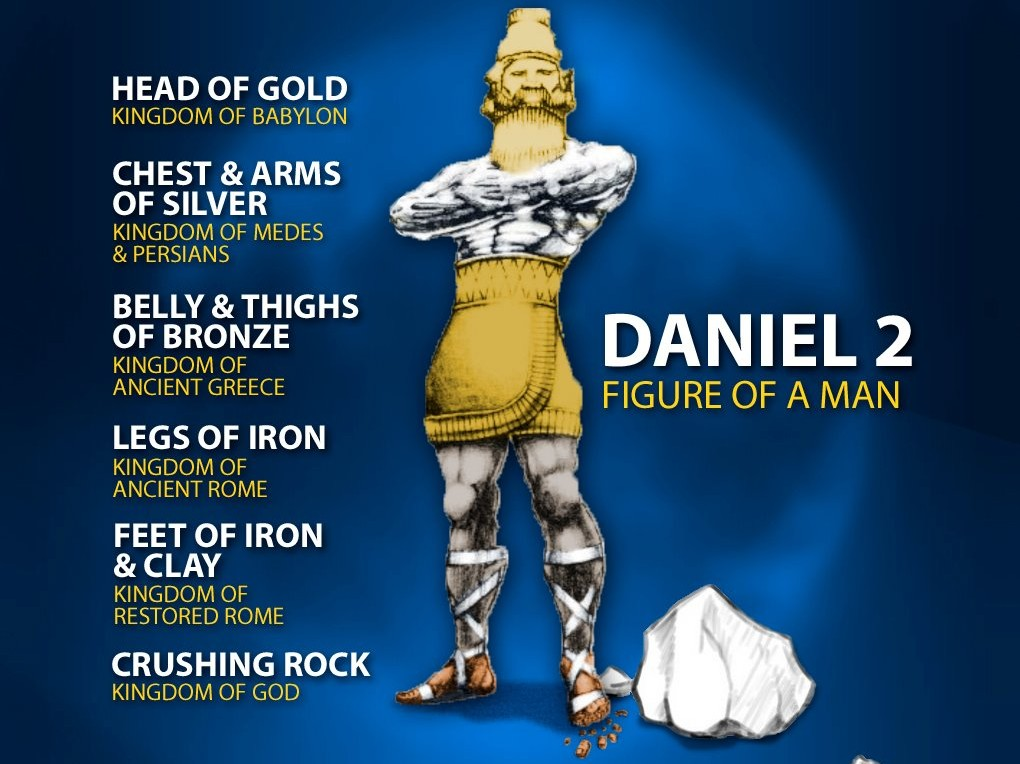 HEAD OF GOLD
KINGDOM OF BABYLON
CHEST & ARMS
OF SILVER
KINGDOM OF MEDES
& PERSIANS
BELLY & THIGHS
OF BRONZE
KINGDOM OF
ANCIENT GREECE
LEGS OF IRON
KINGDOM OF
ANCIENT ROME
FEET OF IRON
& CLAY
KINGDOM OF
RESTORED ROME
CRUSHING ROCK
KINGDOM OF GOD
DANIEL 2
FIGURE OF A MAN